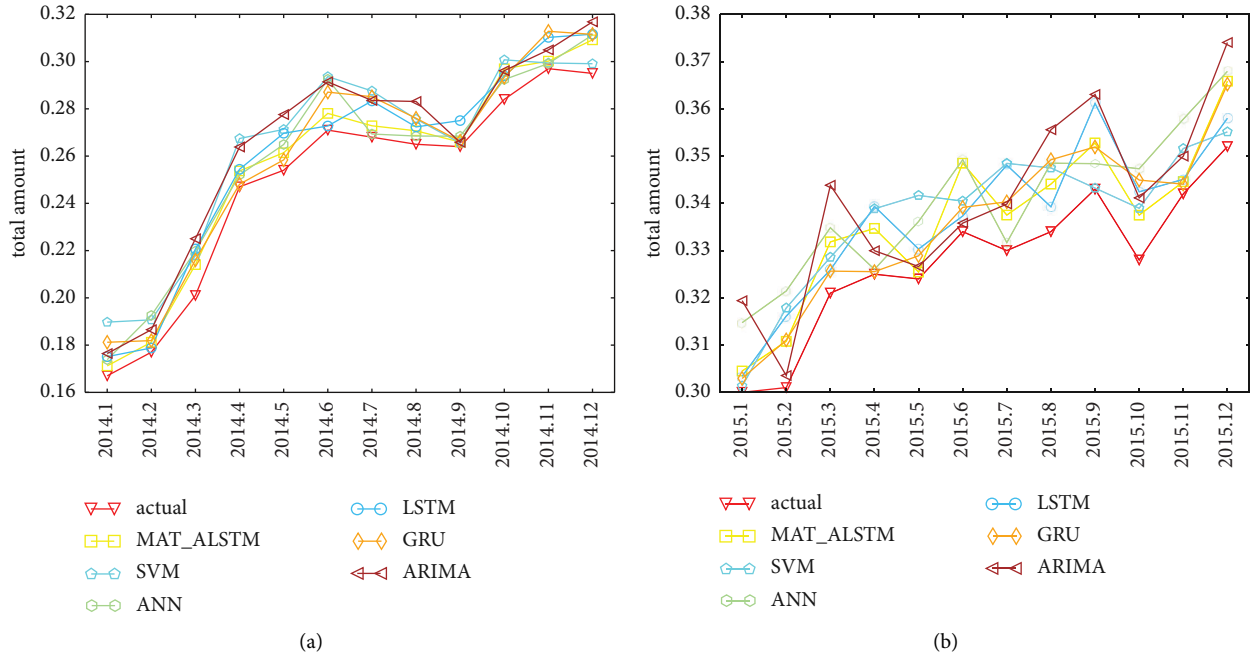 total amount
0.32
0.30
0.28
0.26
0.24
0.22
0.20
0.18
0.16
2014.1
2014.2
2014.3
2014.4
2014.5
2014.6
2014.7
2014.8
2014.9
2014.10
2014.11
2014.12
actual
MAT_ALSTM
SVM
ANN
LSTM
GRU
ARIMA
(a)
total amount
0.38
0.37
0.36
0.35
0.34
0.33
0.32
0.31
0.30
2015.1
2015.2
2015.3
2015.4
2015.5
2015.6
2015.7
2015.8
2015.9
2015.10
2015.11
2015.12
actual
MAT_ALSTM
SVM
ANN
LSTM
GRU
ARIMA
(b)